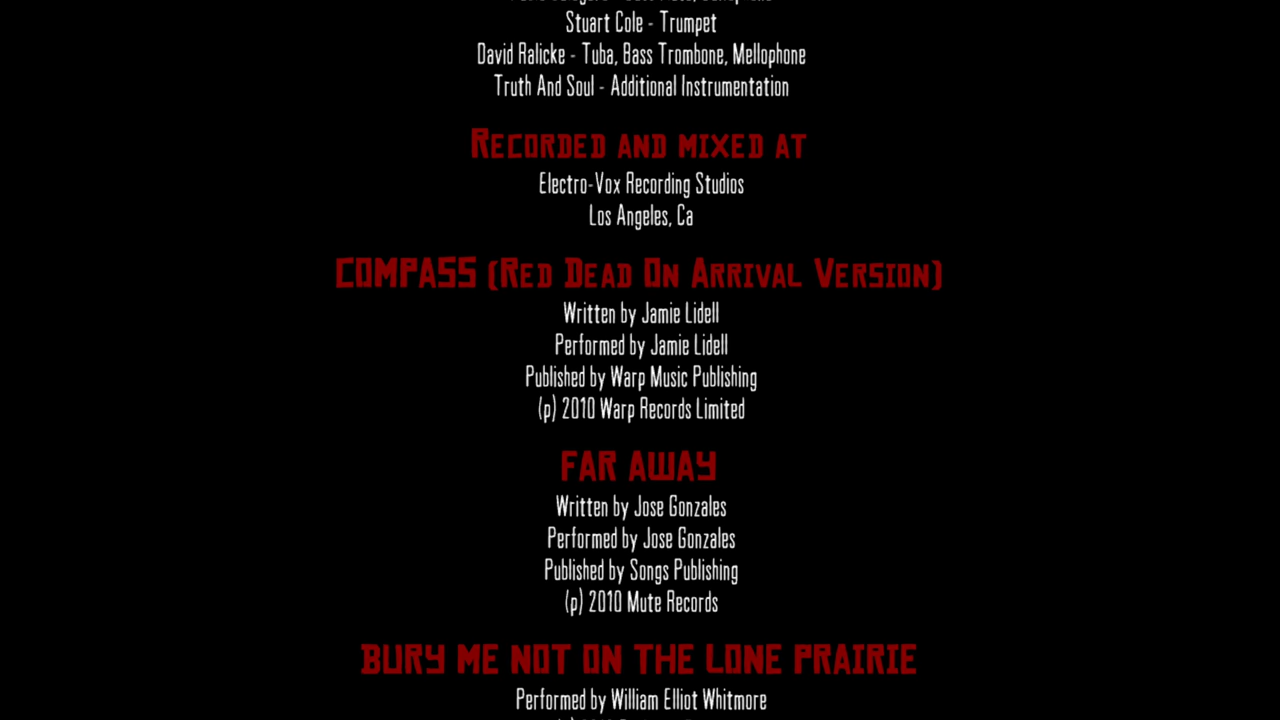 Stuart Cole - Trumpet
David Ralicke - Tuba, Bass Trombone, Mellophone
Truth And Soul - Additional Instrumentation
RECORDED AND MIXED AT
Electro-Vox Recording Studios
Los Angeles, Ca
COMPASS (RED DEAD ON ARRIVAL VERSION)
Written by Jamie Lidell
Performed by Jamie Lidell
Published by Warp Music Publishing
(p) 2010 Warp Records Limited
FAR AWAY
Written by Jose Gonzales
Performed by Jose Gonzales
Published by Songs Publishing
(p) 2010 Mute Records
BURY ME NOT ON THE LONE PRAIRIE
Performed by William Elliot Whitmore